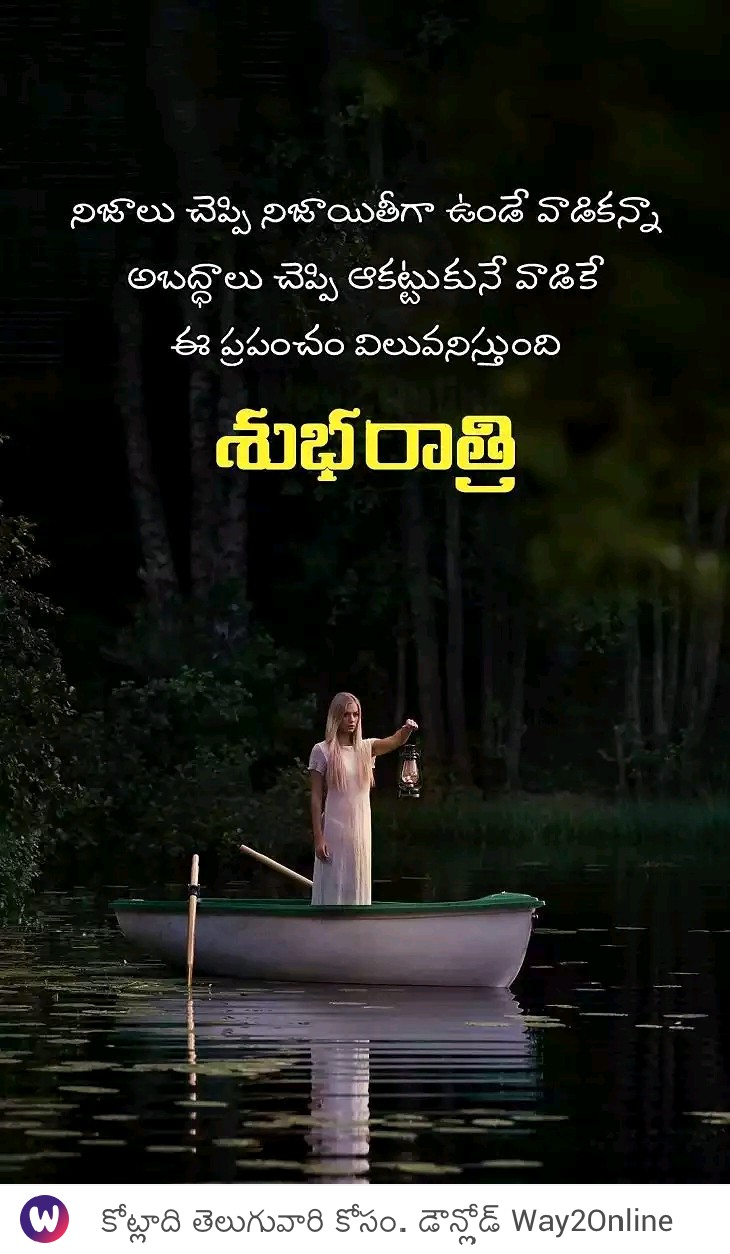 నిజాలు చెప్పి నిజాయితీగా ఉండే వాడికన్నా
అబద్ధాలు చెప్పి ఆకట్టుకునే వాడికే
ఈ ప్రపంచం విలువనిస్తుంది
శుభరాత్రి
కోట్లాది తెలుగువారి కోసం. డౌన్లోడ్ Way2Online